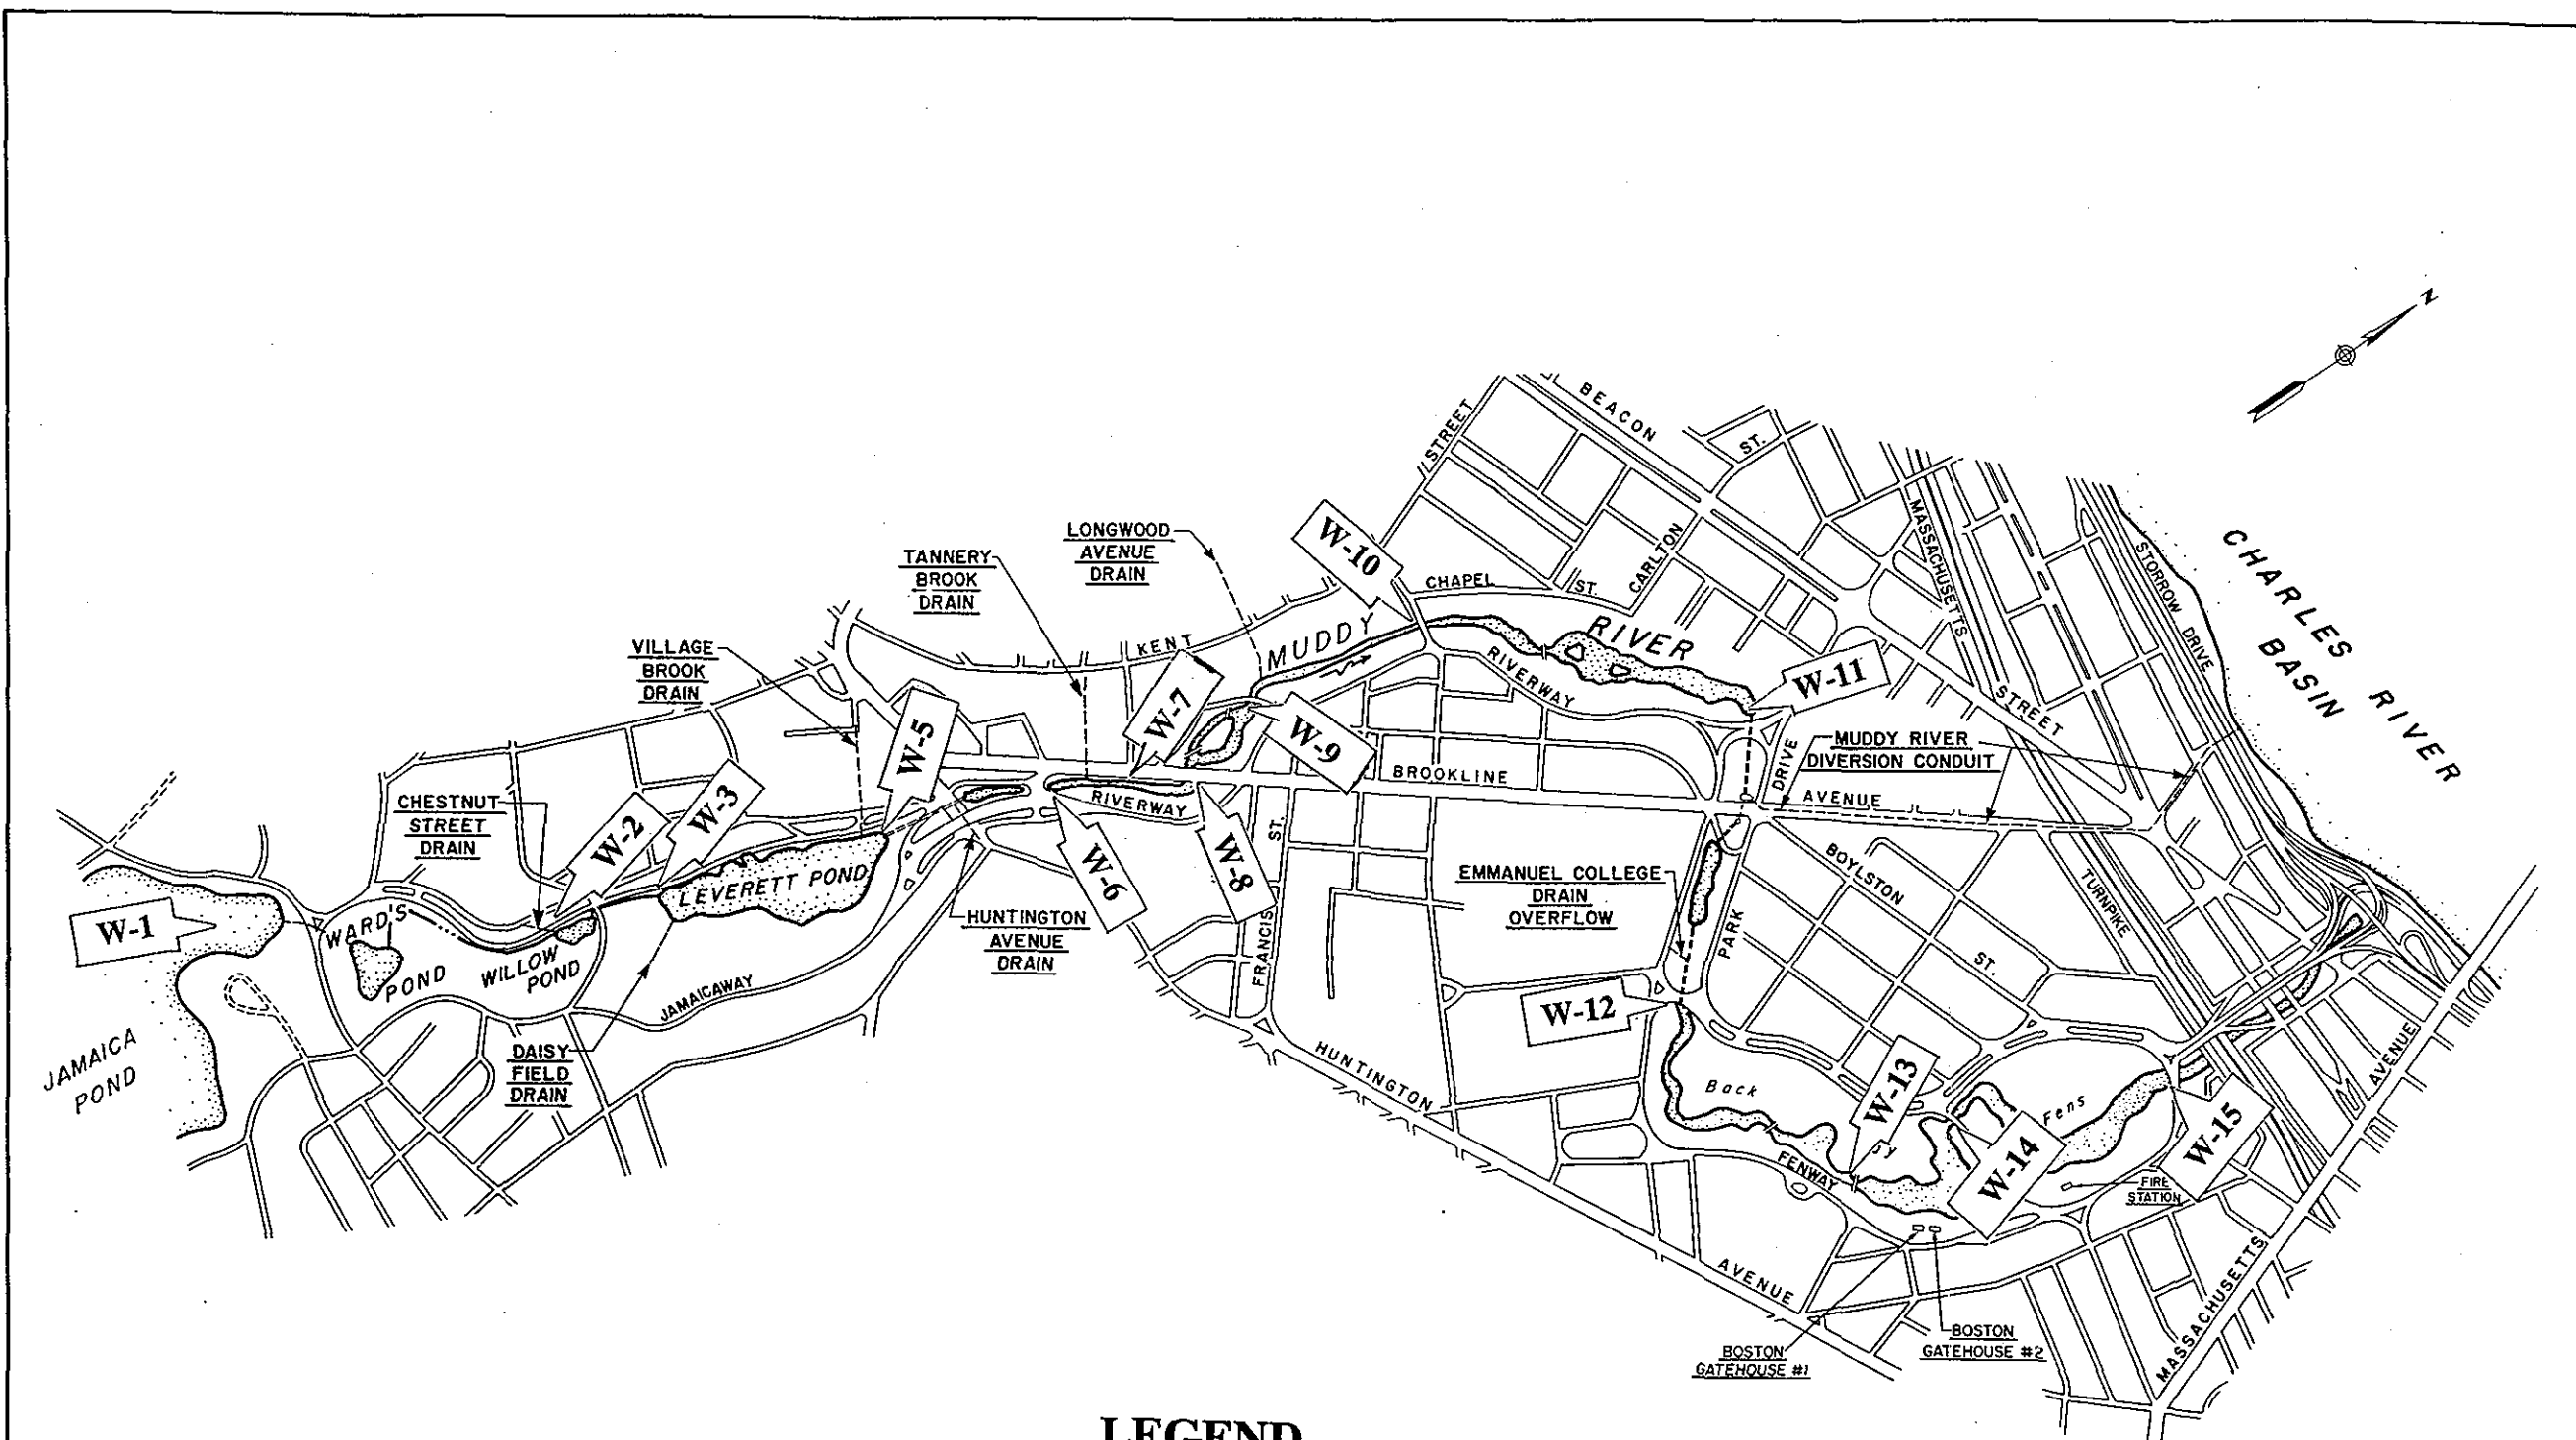 N
BEACON
ST.
STREET
MASSACHUSETTS
STORROW DRIVE
CHARLES RIVER
BASIN
LONGWOOD
AVENUE
DRAIN
W-10
CHAPEL
ST.
CARLTON
TANNERY
BROOK
DRAIN
VILLAGE
BROOK
DRAIN
KENT
MUDDY
RIVER
RIVERWAY
W-11
STREET
W-7
W-5
W-9
MUDDY RIVER
DIVERSION CONDUIT
DRIVE
BROOKLINE
AVENUE
RIVERWAY
CHESTNUT
STREET
DRAIN
W-2
W-3
W-6
W-8
ST.
FRANCIS
LEVERETT POND
EMMANUEL COLLEGE
DRAIN
OVERFLOW
BOYLSTON
ST.
TURNPIKE
PARK
W-1
WARD'S
POND
WILLOW
POND
HUNTINGTON
AVENUE
DRAIN
JAMAICAWAY
W-12
JAMAICA
POND
DAISY
FIELD
DRAIN
HUNTINGTON
AVENUE
Back
Fens
W-13
W-14
W-15
AVENUE
FENWAY
FIRE
STATION
BOSTON
GATEHOUSE #1
BOSTON
GATEHOUSE #2
MASSACHUSETTS
LEGEND